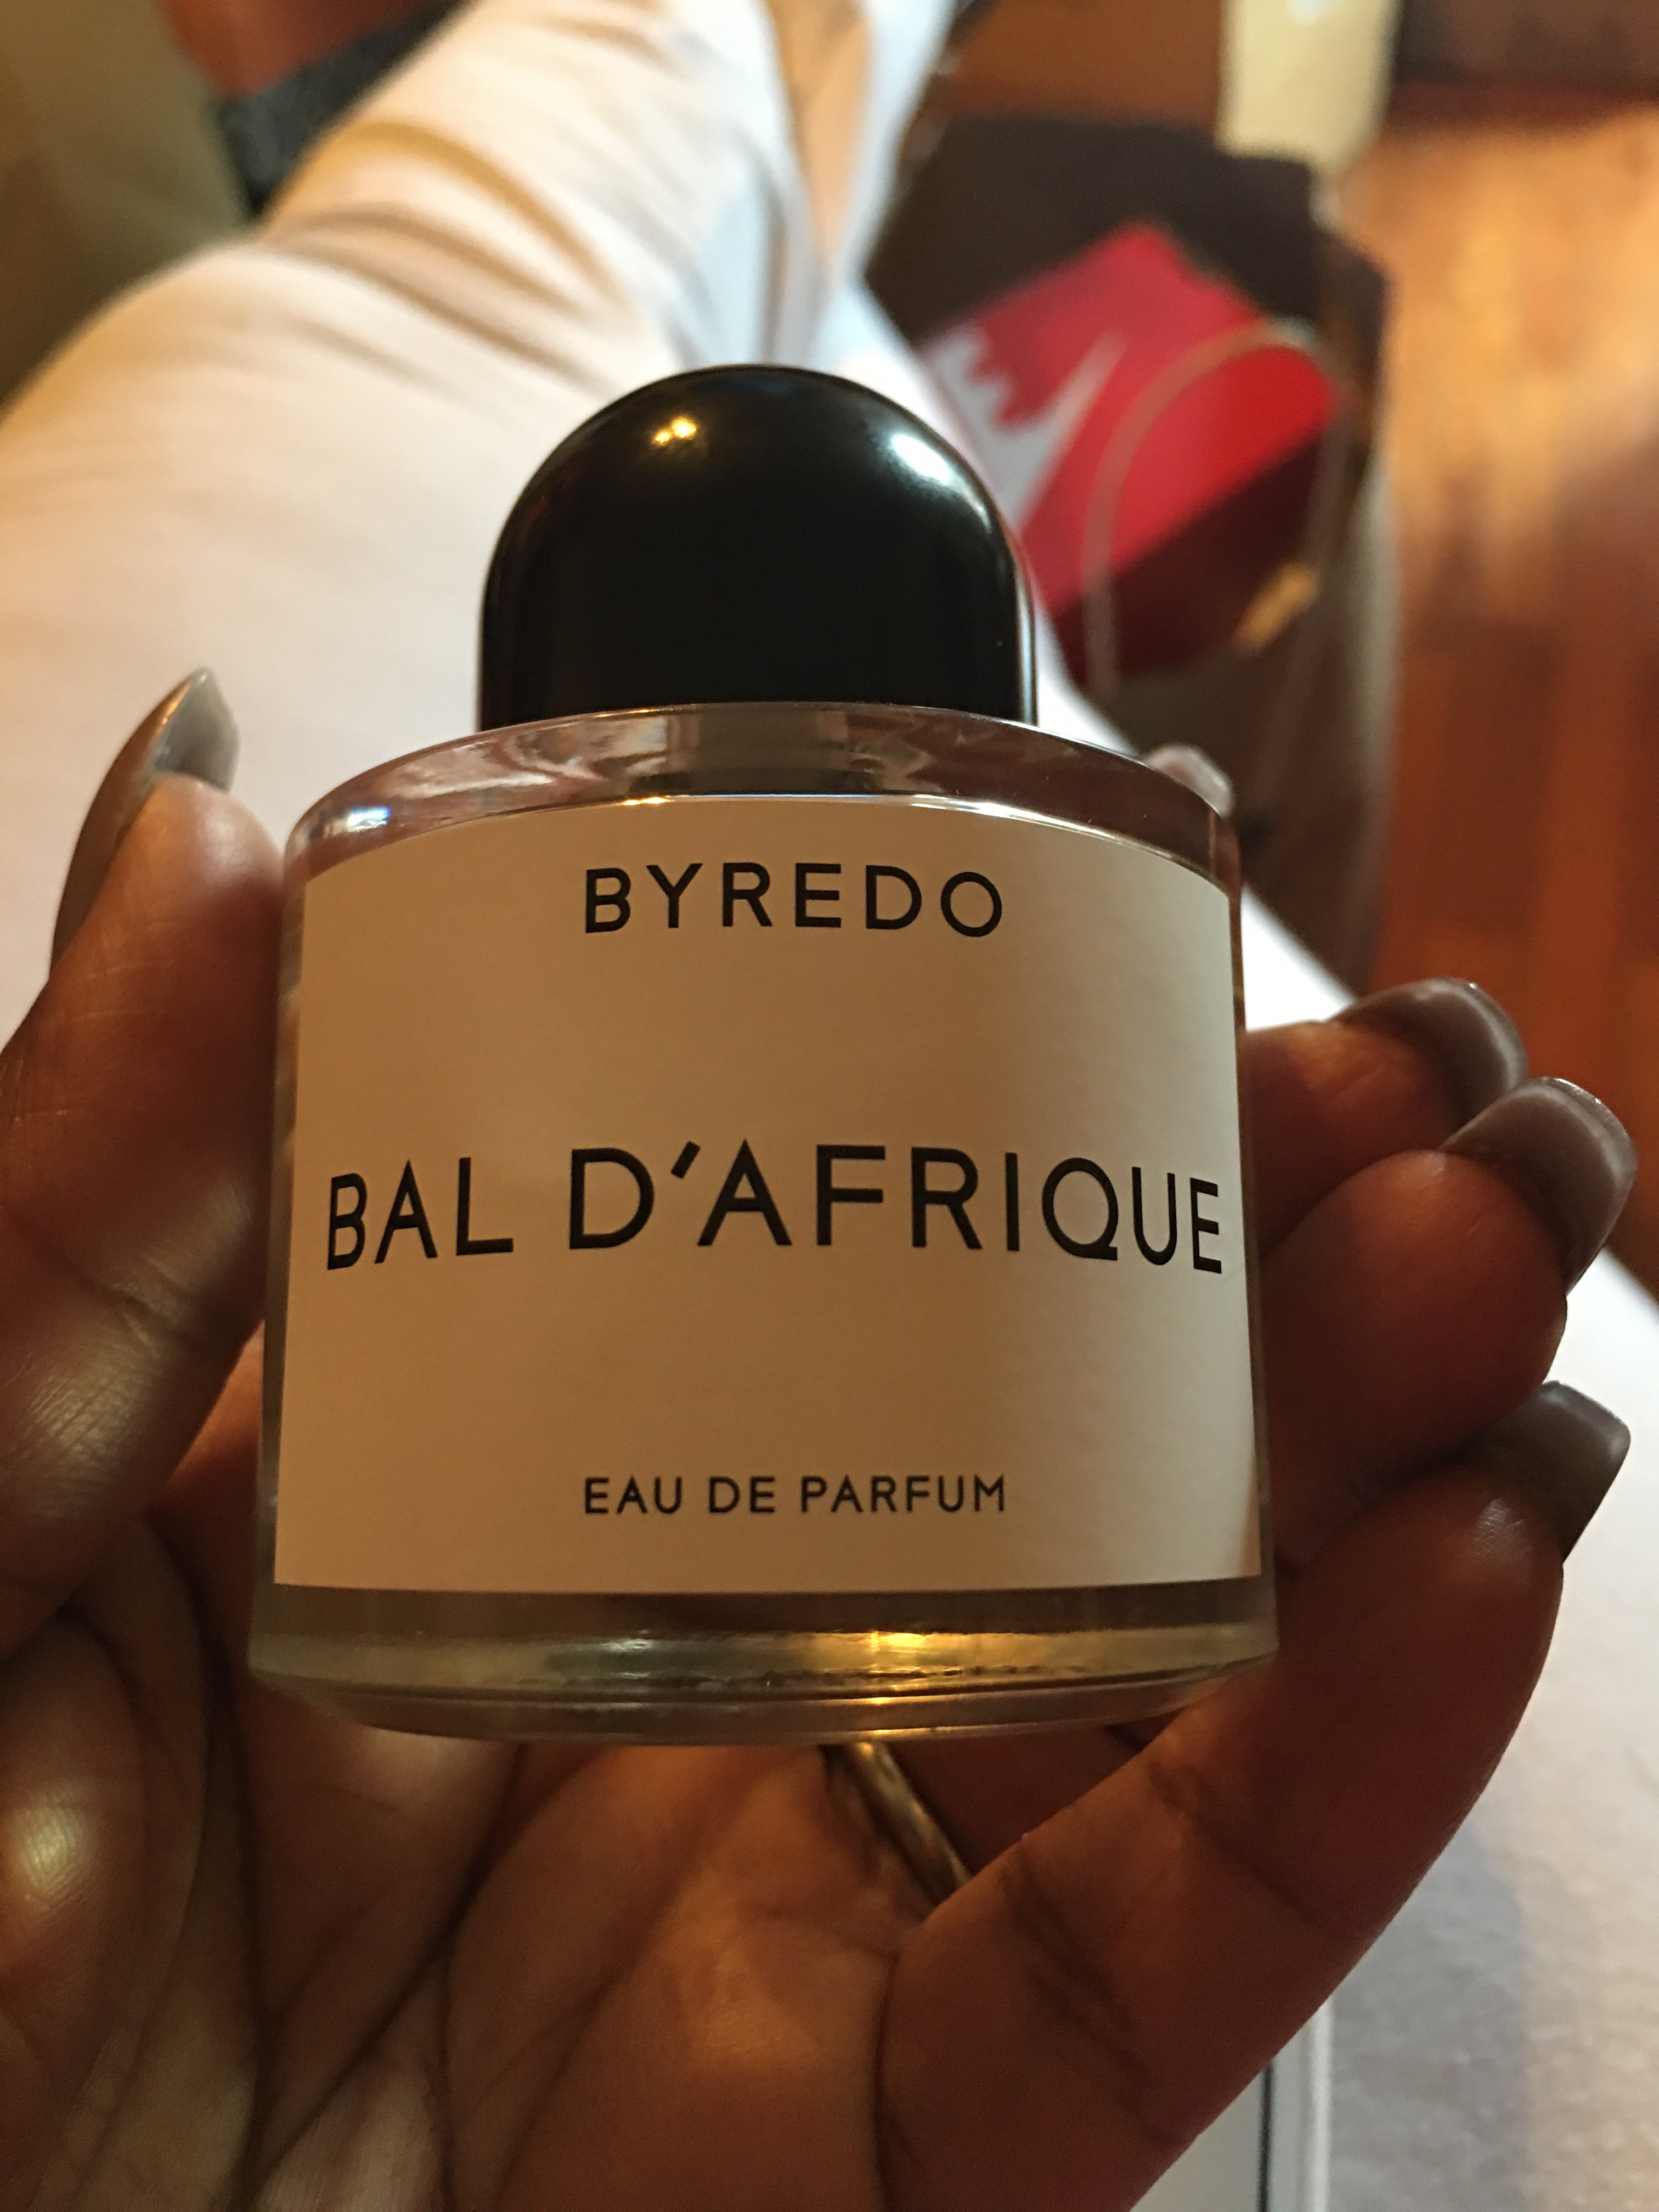 BYREDO
BAL D'AFRIQUE
EAU DE PARFUM